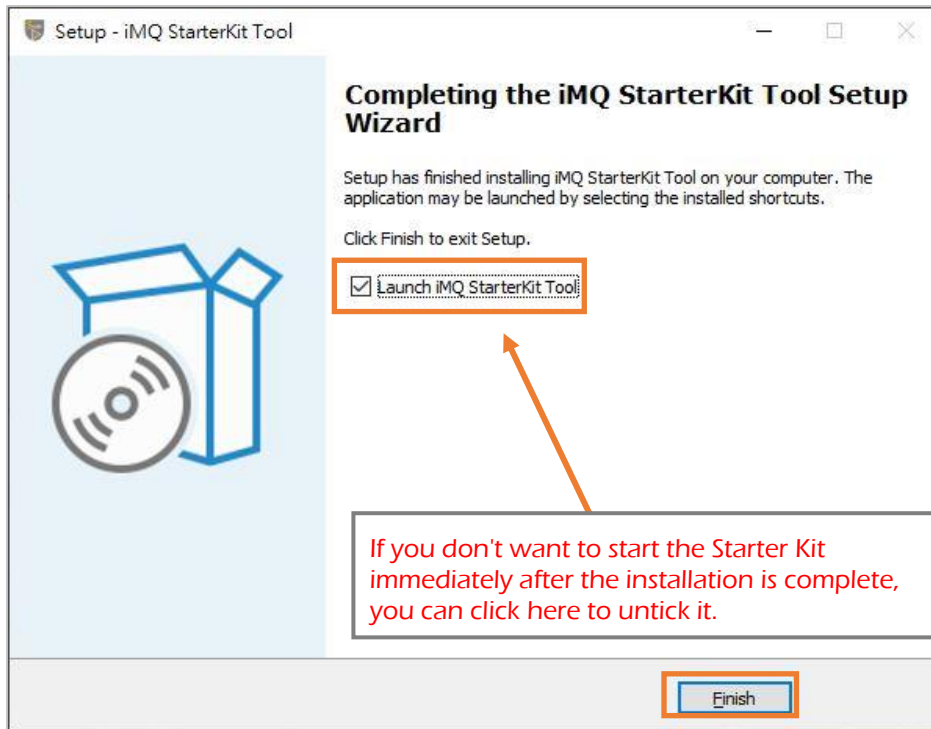 Setup - iMQ StarterKit Tool
Completing the iMQ StarterKit Tool Setup
Wizard
Setup has finished installing iMQ StarterKit Tool on your computer. The
application may be launched by selecting the installed shortcuts.
Click Finish to exit Setup.
Launch iMQ StarterKit Tool
If you don't want to start the Starter Kit
immediately after the installation is complete,
you can click here to untick it.
Finish